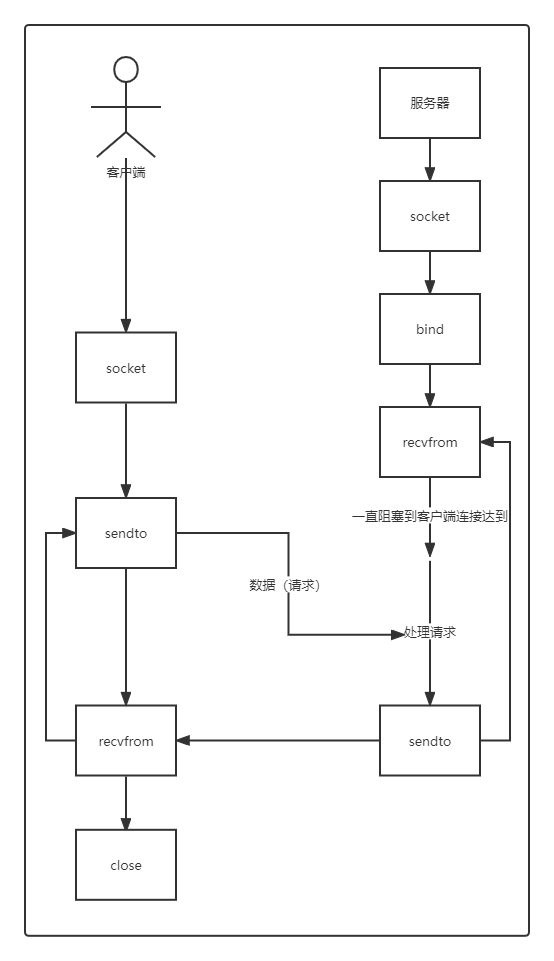 客户端
socket
sendto
数据（请求）
recvfrom
close
服务器
socket
bind
recvfrom
一直阻塞到客户端连接达到
处理请求
sendto